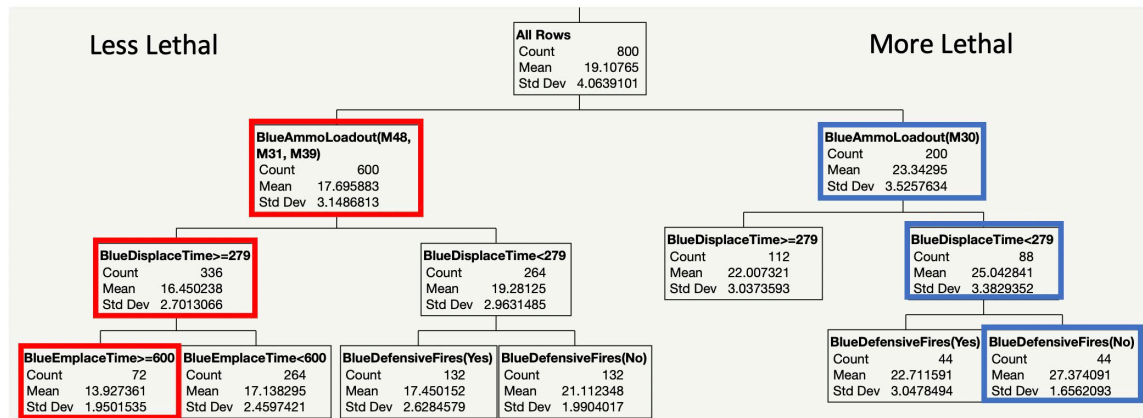 Less Lethal
More Lethal
All Rows
Count 800
Mean 19.10765
Std Dev 4.0639101
BlueAmmoLoadout(M48,
M31, M39)
Count 600
Mean 17.695883
Std Dev 3.1486813
BlueAmmoLoadout(M30)
Count 200
Mean 23.34295
Std Dev 3.5257634
BlueDisplaceTime>=279
Count 336
Mean 16.450238
Std Dev 2.7013066
BlueDisplaceTime<279
Count 264
Mean 19.28125
Std Dev 2.9631485
BlueDisplaceTime>=279
Count 112
Mean 22.007321
Std Dev 3.0373593
BlueDisplaceTime<279
Count 88
Mean 25.042841
Std Dev 3.3829352
BlueEmplaceTime>=600
Count 72
Mean 13.927361
Std Dev 1.9501535
BlueEmplaceTime<600
Count 264
Mean 17.138295
Std Dev 2.4597421
BlueDefensiveFires(Yes)
Count 132
Mean 17.450152
Std Dev 2.6284579
BlueDefensiveFires(No)
Count 132
Mean 21.112348
Std Dev 1.9904017
BlueDefensiveFires(Yes)
Count 44
Mean 22.711591
Std Dev 3.0478494
BlueDefensiveFires(No)
Count 44
Mean 27.374091
Std Dev 1.6562093